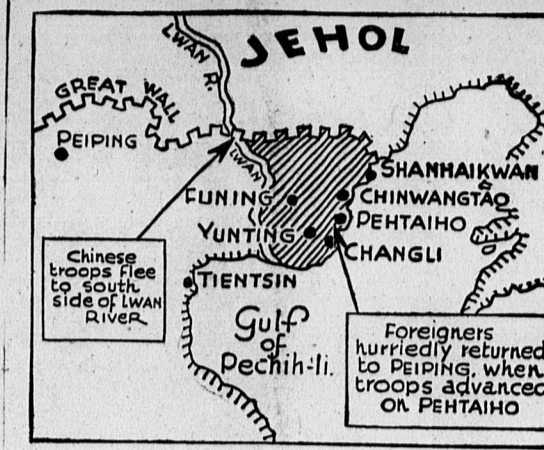 JEHOL
LWAN R.
GREAT WALL
PEIPING
LWAN
SHANHAIKWAN
FUNING
CHINWANGTAO
PEHTAIHO
YUNTING
CHANGLI
TIENTSIN
Chinese
troops flee
to south
side of LWAN
RIVER
Gulf
of
Pechih-li.
Foreigners
hurriedly returned
to PEIPING, when
troops advanced
on PEHTAIHO